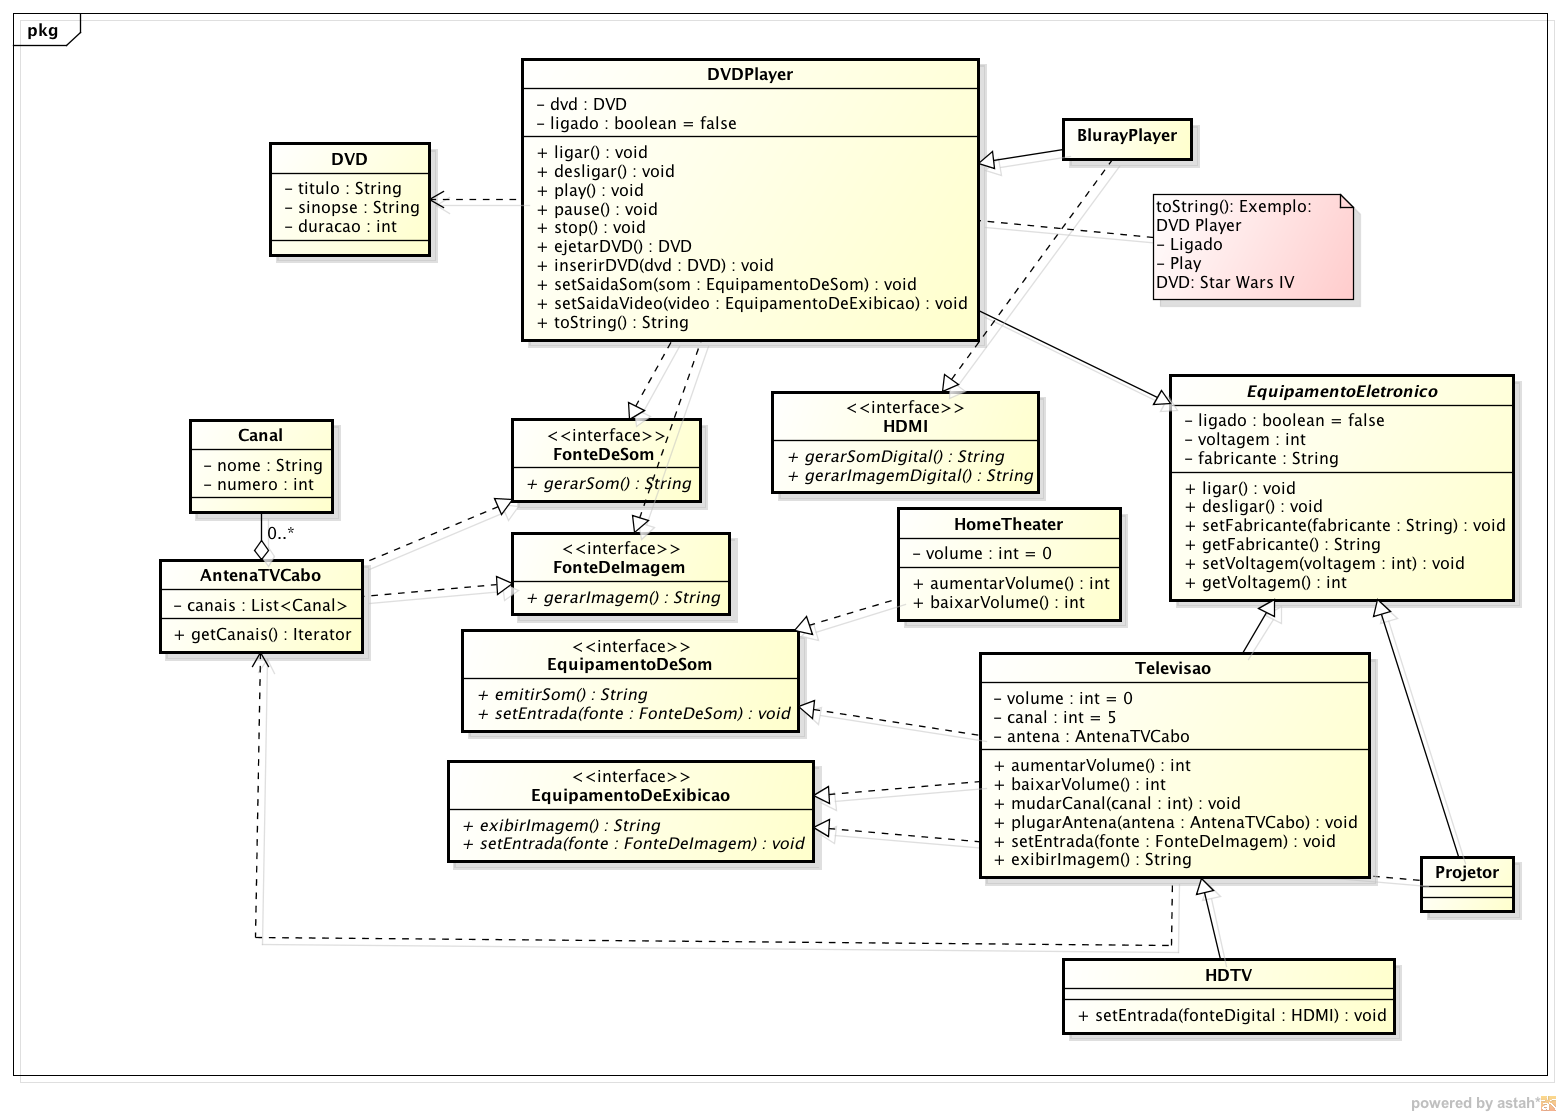 pkg
DVDPlayer
– dvd : DVD
– ligado : boolean = false
+ ligar() : void
+ desligar() : void
+ play() : void
+ pause() : void
+ stop() : void
+ ejetarDVD() : DVD
+ inserirDVD(dvd : DVD) : void
+ setSaidaSom(som : EquipamentoDeSom) : void
+ setSaidaVideo(video : EquipamentoDeExibicao) : void
+ toString() : String
BlurayPlayer
DVD
– titulo : String
– sinopse : String
– duracao : int
toString(): Exemplo:
DVD Player
– Ligado
– Play
DVD: Star Wars IV
EquipamentoEletronico
– ligado : boolean = false
– voltagem : int
– fabricante : String
+ ligar() : void
+ desligar() : void
+ setFabricante(fabricante : String) : void
+ getFabricante() : String
+ setVoltagem(voltagem : int) : void
+ getVoltagem() : int
<<interface>>
HDMI
+ gerarSomDigital() : String
+ gerarImagemDigital() : String
Canal
– nome : String
– numero : int
0..*
<<interface>>
FonteDeSom
+ gerarSom() : String
HomeTheater
– volume : int = 0
+ aumentarVolume() : int
+ baixarVolume() : int
<<interface>>
FonteDeImagem
+ gerarImagem() : String
AntenaTVCabo
– canais : List<Canal>
+ getCanais() : Iterator
<<interface>>
EquipamentoDeSom
+ emitirSom() : String
+ setEntrada(fonte : FonteDeSom) : void
Televisao
– volume : int = 0
– canal : int = 5
– antena : AntenaTVCabo
+ aumentarVolume() : int
+ baixarVolume() : int
+ mudarCanal(canal : int) : void
+ plugarAntena(antena : AntenaTVCabo) : void
+ setEntrada(fonte : FonteDeImagem) : void
+ exibirImagem() : String
<<interface>>
EquipamentoDeExibicao
+ exibirImagem() : String
+ setEntrada(fonte : FonteDeImagem) : void
Projetor
HDTV
+ setEntrada(fonteDigital : HDMI) : void
powered by astah*